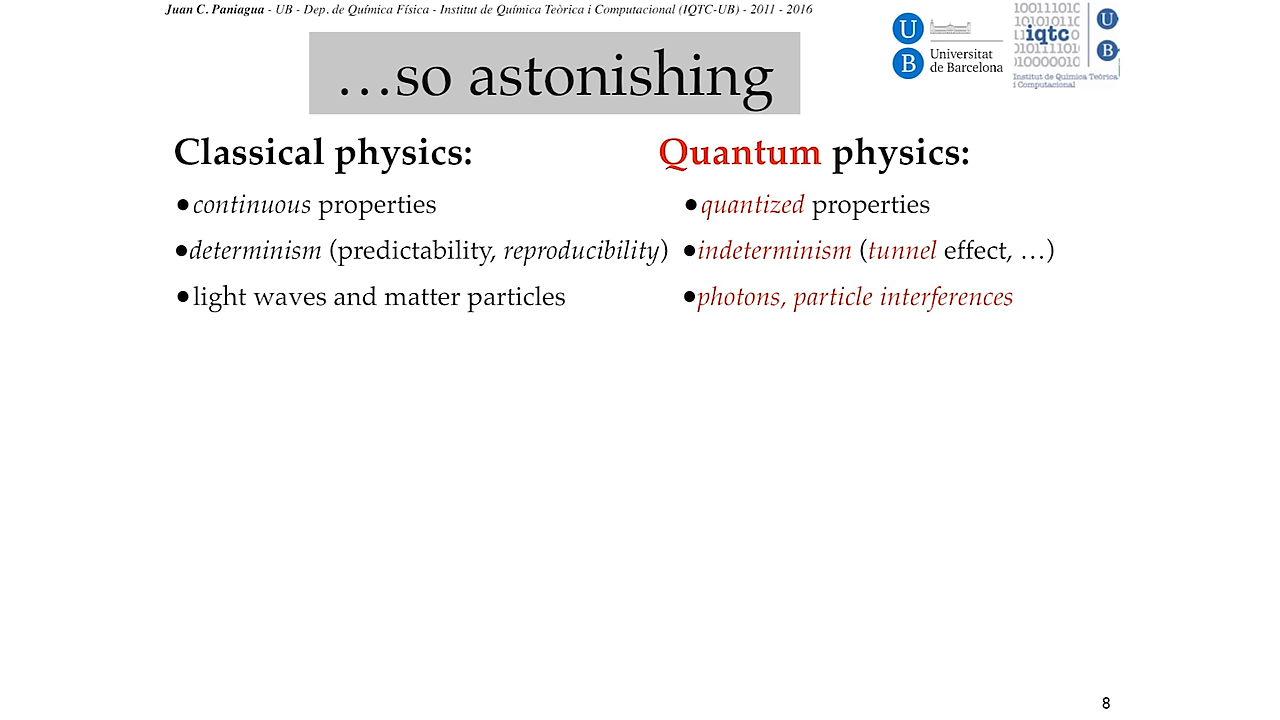 Juan C. Paniagua - UB - Dep. de Química Física - Institut de Química Teòrica i Computacional (IQTC-UB) - 2011 - 2016
U
B
Universitat
de Barcelona
iqtc
U
B
Institut de Química Teòrica
i Computacional
…so astonishing
Classical physics:
•continuous properties
•determinism (predictability, reproducibility)
•light waves and matter particles
Quantum physics:
•quantized properties
•indeterminism (tunnel effect, …)
•photons, particle interferences
8